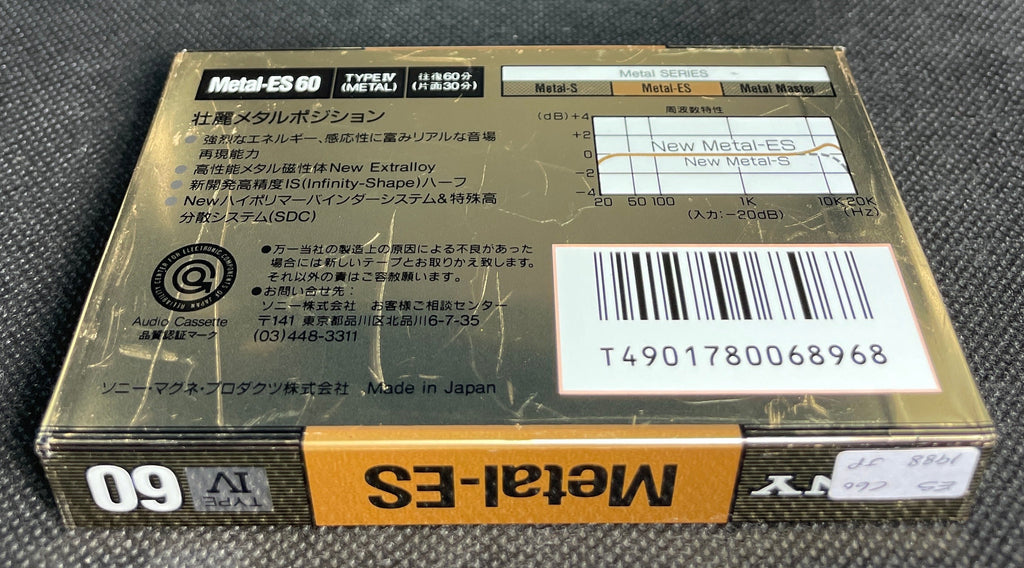 Metal-ES 60
TYPE IV
(METAL)
往復60分
(片面30分)
Metal SERIES
Metal-S
Metal-ES
Metal Master
壮麗メタルポジション
● 強烈なエネルギー、感応性に富みリアルな音場
再現能力
● 高性能メタル磁性体New Extralloy
● 新開発高精度IS(Infinity-Shape)ハーフ
● Newハイポリマーバインダーシステム&特殊高
分散システム(SDC)
周波数特性
(dB)+4
+2
0
−2
−4
New Metal-ES
New Metal-S
20 50 100 1K 10K 20K
(入力:−20dB) (Hz)
●万一当社の製造上の原因による不良があった
場合には新しいテープとお取りかえ致します。
それ以外の責はご容赦願います。
●お問い合せ先:
ソニー株式会社 お客様ご相談センター
〒141 東京都品川区北品川6-7-35
(03)448-3311
Audio Cassette
品質認証マーク
T4901780068968
ソニー・マグネ・プロダクツ株式会社 Made in Japan
60
TYPE
IV
Metal-ES
NY
ES C60
1988 JP